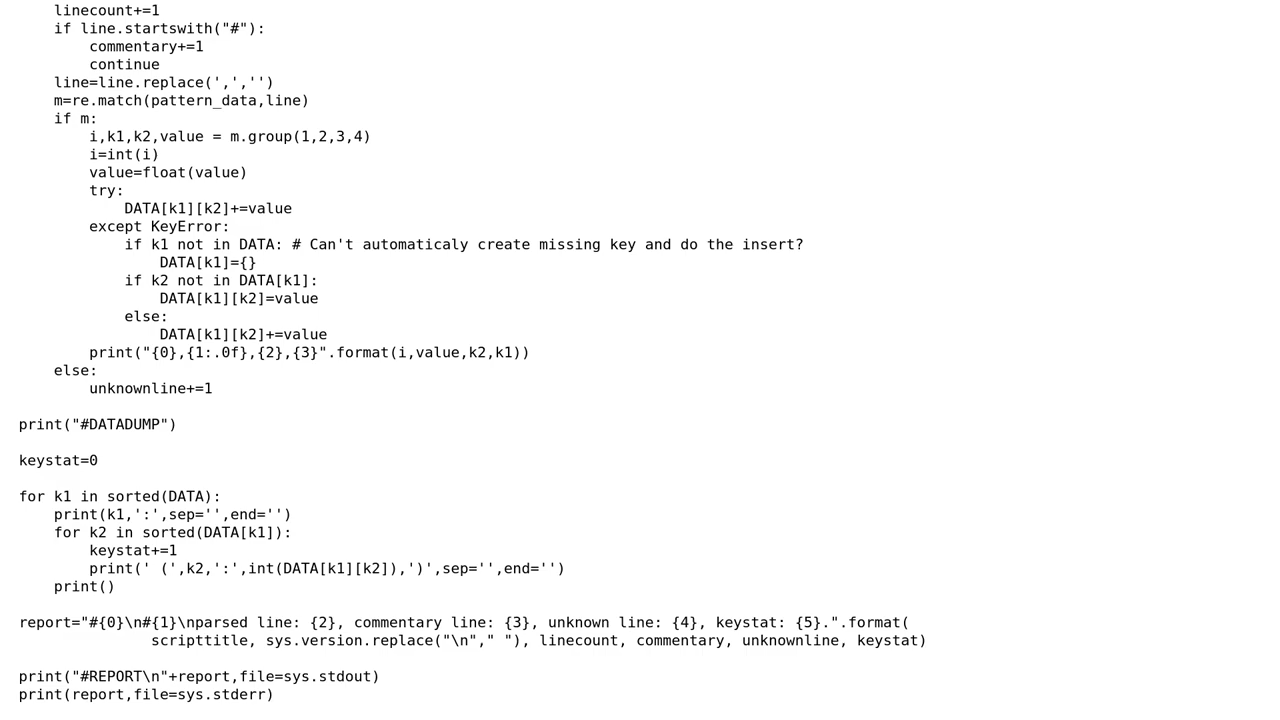 linecount+=1
if line.startswith("#"):
commentary+=1
continue
line=line.replace(',','')
m=re.match(pattern_data,line)
if m:
i,k1,k2,value = m.group(1,2,3,4)
i=int(i)
value=float(value)
try:
DATA[k1][k2]+=value
except KeyError:
if k1 not in DATA: # Can't automaticaly create missing key and do the insert?
DATA[k1]={}
if k2 not in DATA[k1]:
DATA[k1][k2]=value
else:
DATA[k1][k2]+=value
print("{0},{1:.0f},{2},{3}".format(i,value,k2,k1))
else:
unknownline+=1
print("#DATADUMP")
keystat=0
for k1 in sorted(DATA):
print(k1,':',sep='',end='')
for k2 in sorted(DATA[k1]):
keystat+=1
print(' (',k2,':',int(DATA[k1][k2]),')',sep='',end='')
print()
report="#{0}\n#{1}\nparsed line: {2}, commentary line: {3}, unknown line: {4}, keystat: {5}.".format(
scripttitle, sys.version.replace("\n"," "), linecount, commentary, unknownline, keystat)
print("#REPORT\n"+report,file=sys.stdout)
print(report,file=sys.stderr)